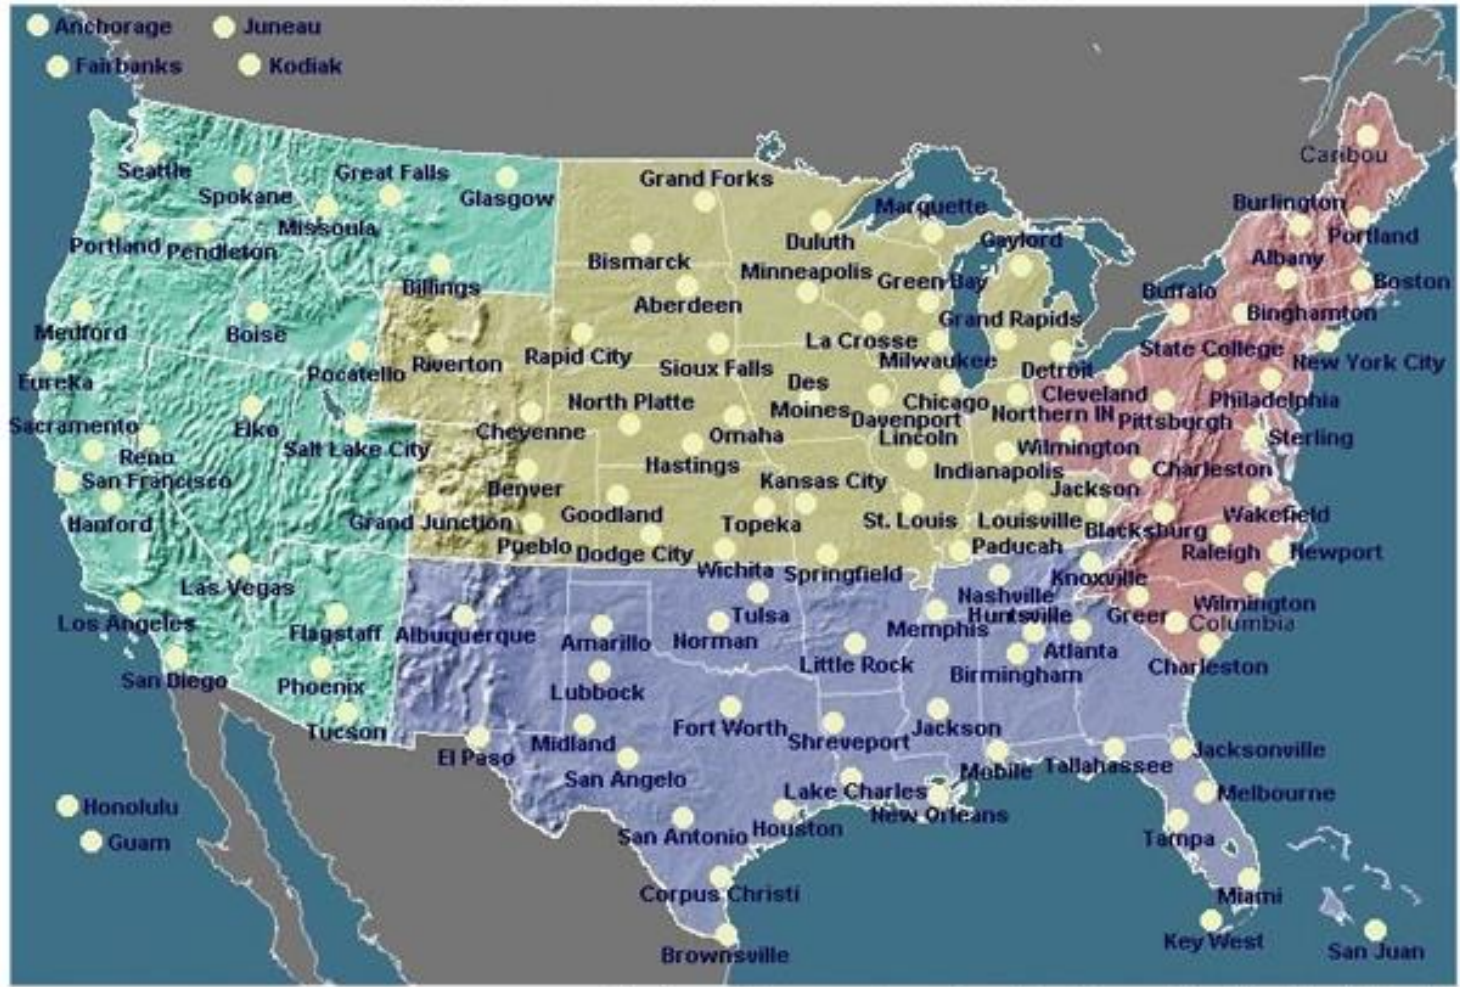 Anchorage
Juneau
Fairbanks
Kodiak
Caribou
Seattle
Great Falls
Grand Forks
Spokane
Glasgow
Marquette
Burlington
Missoula
Portland
Pendleton
Duluth
Gaylord
Portland
Bismarck
Minneapolis
Albany
Billings
Aberdeen
Green Bay
Buffalo
Boston
Medford
Boise
Grand Rapids
Binghamton
Riverton
Rapid City
La Crosse
Milwaukee
State College
New York City
Eureka
Pocatello
Sioux Falls
Des
Moines
Detroit
Sacramento
Elko
North Platte
Davenport
Chicago
Cleveland
Northern IN
Pittsburgh
Philadelphia
Reno
Salt Lake City
Cheyenne
Omaha
Lincoln
Wilmington
Sterling
San Francisco
Hastings
Indianapolis
Charleston
Hanford
Denver
Kansas City
Jackson
Grand Junction
Goodland
Topeka
St. Louis
Louisville
Blacksburg
Wakefield
Pueblo
Dodge City
Paducah
Raleigh
Newport
Las Vegas
Wichita
Springfield
Knoxville
Los Angeles
Flagstaff
Albuquerque
Amarillo
Tulsa
Norman
Nashville
Memphis
Huntsville
Greer
Wilmington
Columbia
San Diego
Phoenix
Lubbock
Little Rock
Birmingham
Atlanta
Charleston
Tucson
El Paso
Midland
Fort Worth
Shreveport
Jackson
San Angelo
Mobile
Tallahassee
Jacksonville
Honolulu
Lake Charles
New Orleans
Melbourne
Guam
San Antonio
Houston
Tampa
Corpus Christi
Miami
Brownsville
Key West
San Juan